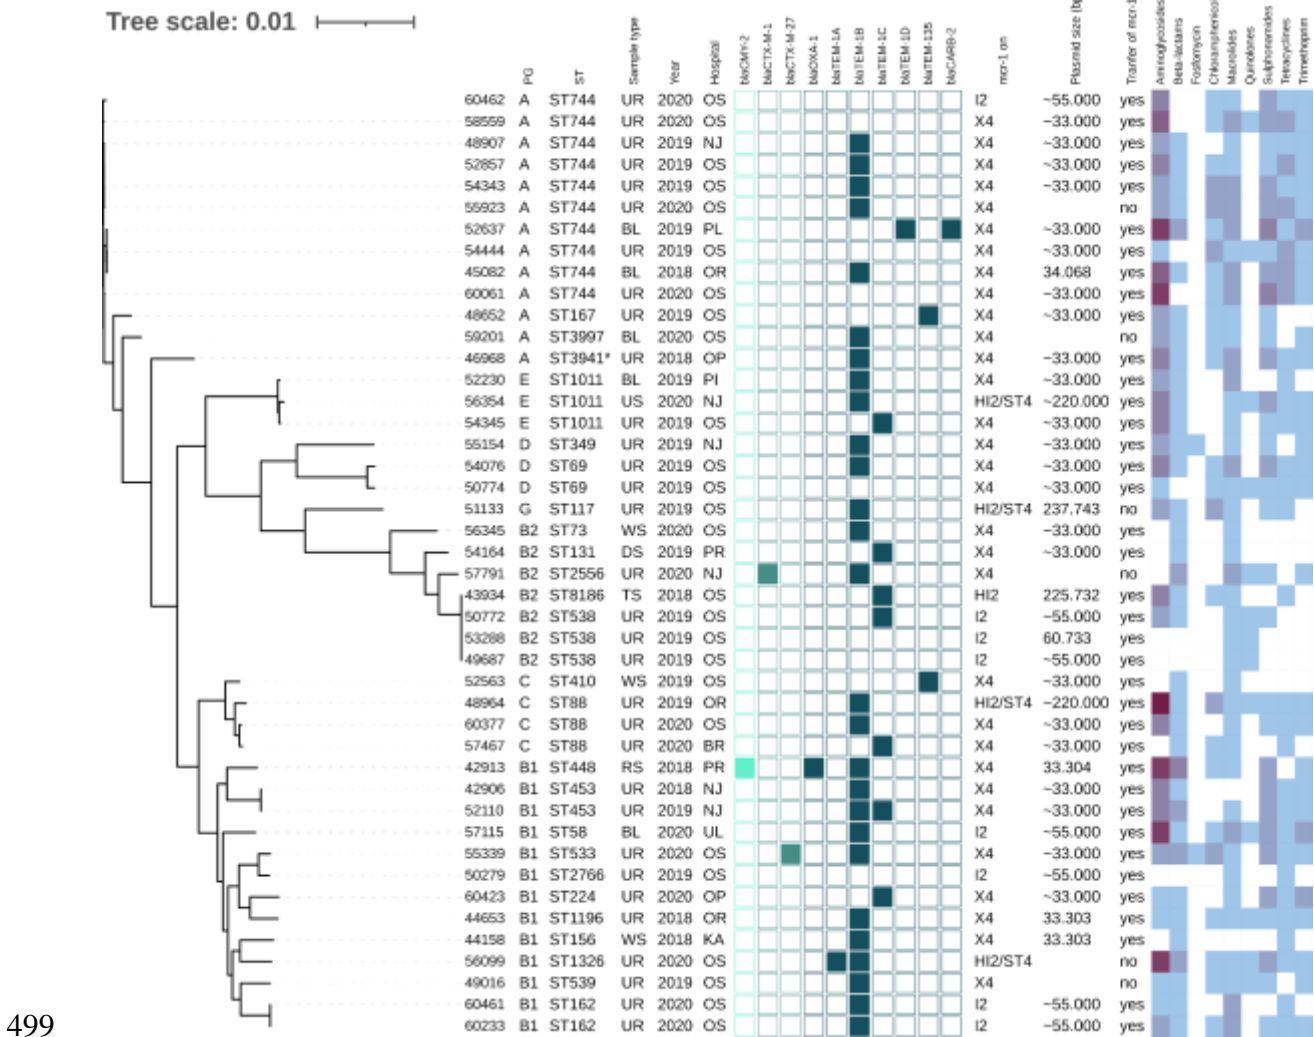 Tree scale: 0.01
PG ST Sample type Year Hospital blaCMY-2 blaCTX-M-1 blaCTX-M-27 blaOXA-1 blaTEM-1A blaTEM-1B blaTEM-1C blaTEM-1D blaTEM-135 blaCARB-2 mcr-1 on Plasmid size (bp Tranfer of mcr-1 Aminoglycosides Beta-lactams Fosfomycin Chloramphenicol Macrolides Quinolones Sulphonamides Tetracyclines Trimethoprim
60462 A ST744 UR 2020 OS I2 ~55.000 yes
58559 A ST744 UR 2020 OS X4 ~33.000 yes
48907 A ST744 UR 2019 NJ X4 ~33.000 yes
52857 A ST744 UR 2019 OS X4 ~33.000 yes
54343 A ST744 UR 2019 OS X4 ~33.000 yes
55923 A ST744 UR 2020 OS X4 no
52637 A ST744 BL 2019 PL X4 ~33.000 yes
54444 A ST744 UR 2019 OS X4 ~33.000 yes
45082 A ST744 BL 2018 OR X4 34.068 yes
60061 A ST744 UR 2020 OS X4 ~33.000 yes
48652 A ST167 UR 2019 OS X4 ~33.000 yes
59201 A ST3997 BL 2020 OS X4 no
46968 A ST3941* UR 2018 OP X4 ~33.000 yes
52230 E ST1011 BL 2019 PI X4 ~33.000 yes
56354 E ST1011 US 2020 NJ HI2/ST4 ~220.000 yes
54345 E ST1011 UR 2019 OS X4 ~33.000 yes
55154 D ST349 UR 2019 NJ X4 ~33.000 yes
54076 D ST69 UR 2019 OS X4 ~33.000 yes
50774 D ST69 UR 2019 OS X4 ~33.000 yes
51133 G ST117 UR 2019 OS HI2/ST4 237.743 no
56345 B2 ST73 WS 2020 OS X4 ~33.000 yes
54164 B2 ST131 DS 2019 PR X4 ~33.000 yes
57791 B2 ST2556 UR 2020 NJ X4 no
43934 B2 ST8186 TS 2018 OS HI2 225.732 yes
50772 B2 ST538 UR 2019 OS I2 ~55.000 yes
53288 B2 ST538 UR 2019 OS I2 60.733 yes
49687 B2 ST538 UR 2019 OS I2 ~55.000 yes
52563 C ST410 WS 2019 OS X4 ~33.000 yes
48964 C ST88 UR 2019 OR HI2/ST4 ~220.000 yes
60377 C ST88 UR 2020 OS X4 ~33.000 yes
57467 C ST88 UR 2020 BR X4 ~33.000 yes
42913 B1 ST448 RS 2018 PR X4 33.304 yes
42906 B1 ST453 UR 2018 NJ X4 ~33.000 yes
52110 B1 ST453 UR 2019 NJ X4 ~33.000 yes
57115 B1 ST58 BL 2020 UL I2 ~55.000 yes
55339 B1 ST533 UR 2020 OS X4 ~33.000 yes
50279 B1 ST2766 UR 2019 OS I2 ~55.000 yes
60423 B1 ST224 UR 2020 OP X4 ~33.000 yes
44653 B1 ST1196 UR 2018 OR X4 33.303 yes
44158 B1 ST156 WS 2018 KA X4 33.303 yes
56099 B1 ST1326 UR 2020 OS HI2/ST4 no
49016 B1 ST539 UR 2019 OS X4 no
60461 B1 ST162 UR 2020 OS I2 ~55.000 yes
60233 B1 ST162 UR 2020 OS I2 ~55.000 yes
499